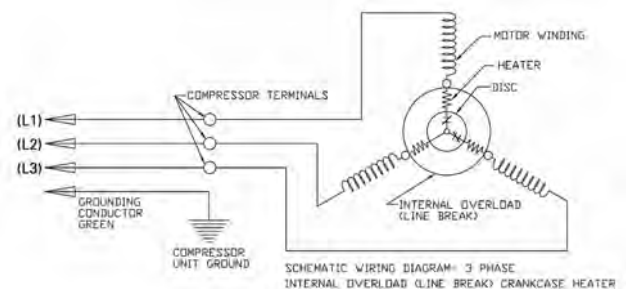 MOTOR WINDING
HEATER
DISC
COMPRESSOR TERMINALS
(L1)
(L2)
(L3)
GROUNDING
CONDUCTOR
GREEN
INTERNAL OVERLOAD
(LINE BREAK)
COMPRESSOR
UNIT GROUND
SCHEMATIC WIRING DIAGRAM- 3 PHASE
INTERNAL OVERLOAD (LINE BREAK) CRANKCASE HEATER